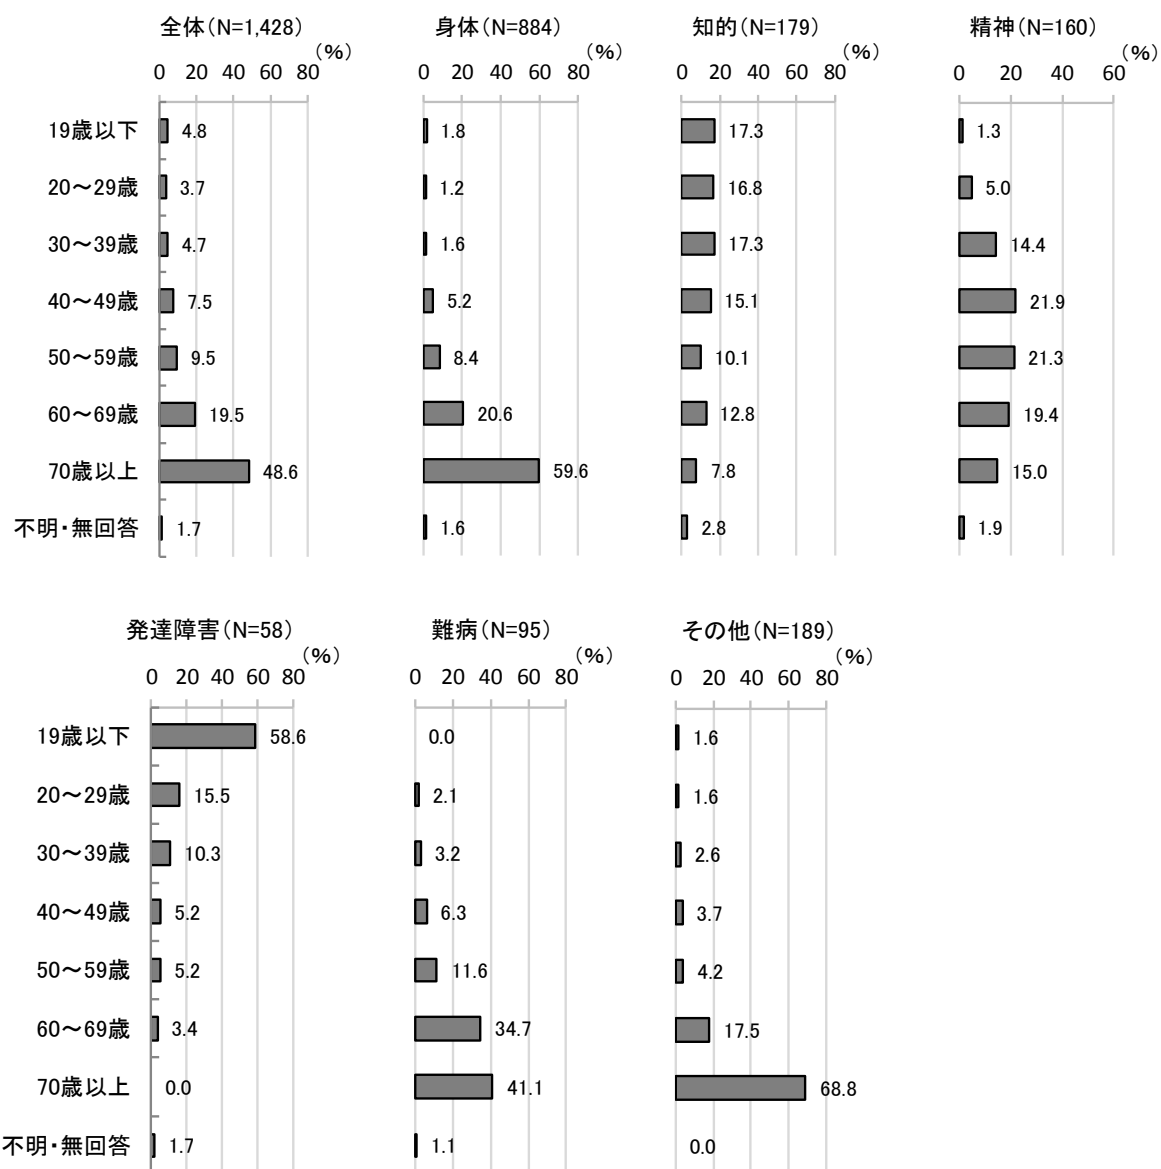 全体（N=1,428） 身体（N=884） 知的（N=179） 精神（N=160）
（%） （%） （%） （%）
0 20 40 60 80 0 20 40 60 80 0 20 40 60 80 0 20 40 60
19歳以下 4.8 1.8 17.3 1.3
20～29歳 3.7 1.2 16.8 5.0
30～39歳 4.7 1.6 17.3 14.4
40～49歳 7.5 5.2 15.1 21.9
50～59歳 9.5 8.4 10.1 21.3
60～69歳 19.5 20.6 12.8 19.4
70歳以上 48.6 59.6 7.8 15.0
不明・無回答 1.7 1.6 2.8 1.9
発達障害（N=58） 難病（N=95） その他（N=189）
（%） （%） （%）
0 20 40 60 80 0 20 40 60 80 0 20 40 60 80
19歳以下 58.6 0.0 1.6
20～29歳 15.5 2.1 1.6
30～39歳 10.3 3.2 2.6
40～49歳 5.2 6.3 3.7
50～59歳 5.2 11.6 4.2
60～69歳 3.4 34.7 17.5
70歳以上 0.0 41.1 68.8
不明・無回答 1.7 1.1 0.0